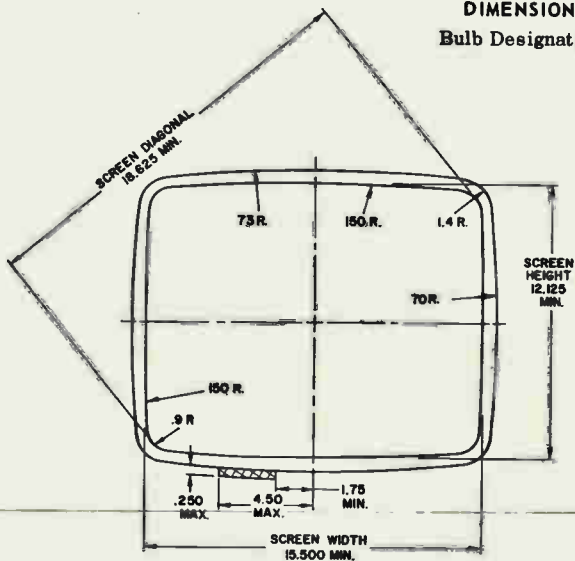 DIMENSION
Bulb Designat
SCREEN DIAGONAL
18.625 MIN.
73 R.
150 R.
1.4 R.
SCREEN
HEIGHT
12.125
MIN.
70 R.
150 R.
.9 R
.250
MAX.
4.50
MAX.
1.75
MIN.
SCREEN WIDTH
15.500 MIN.